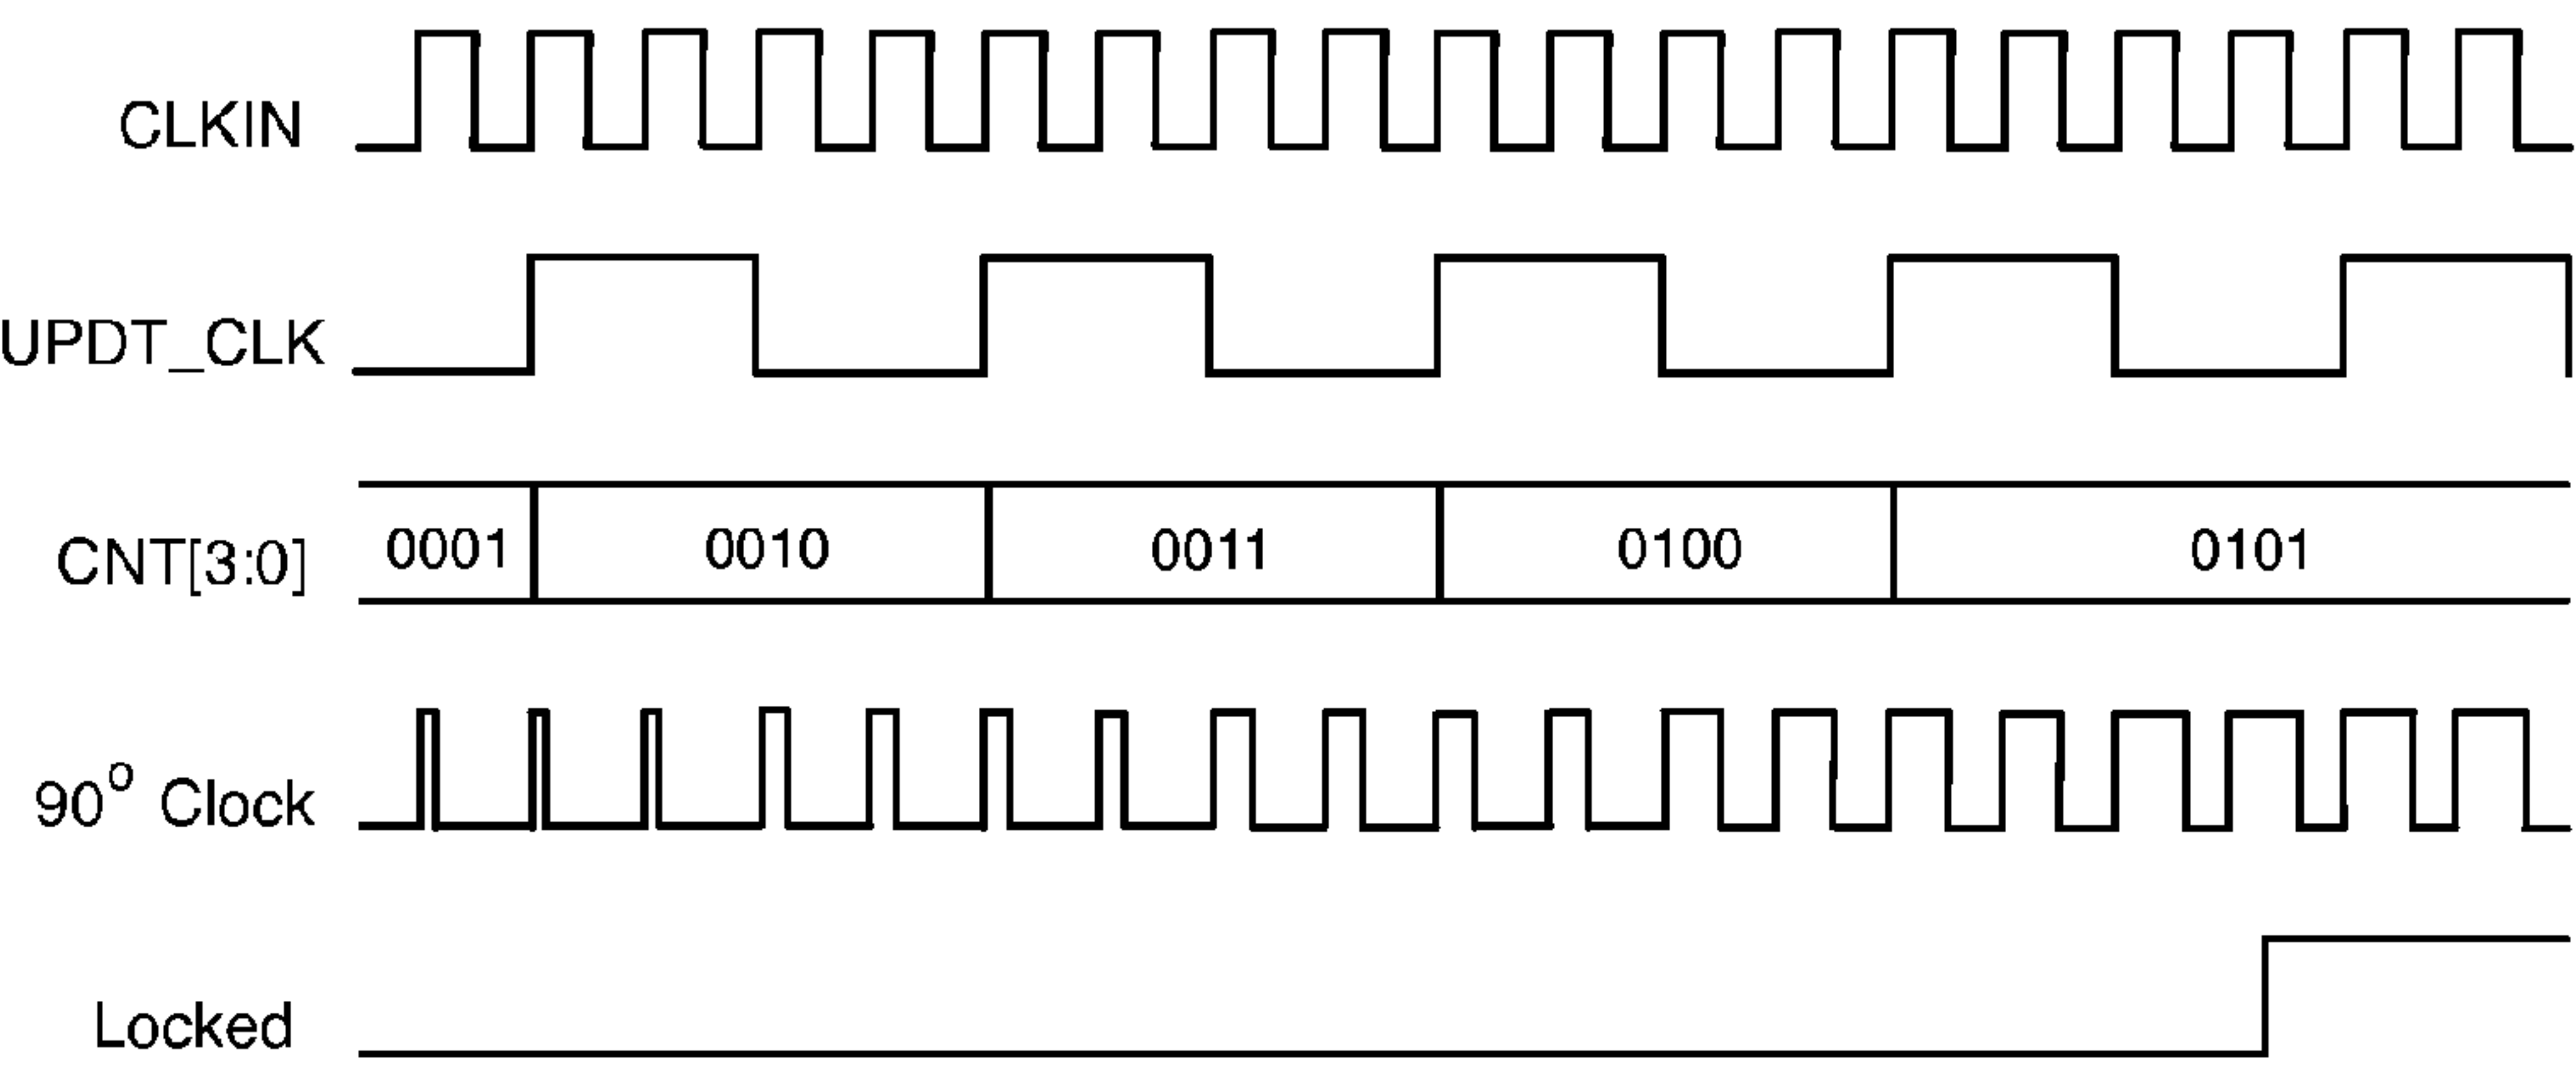 CLKIN
UPDT_CLK
CNT[3:0] 0001 0010 0011 0100 0101
90° Clock
Locked